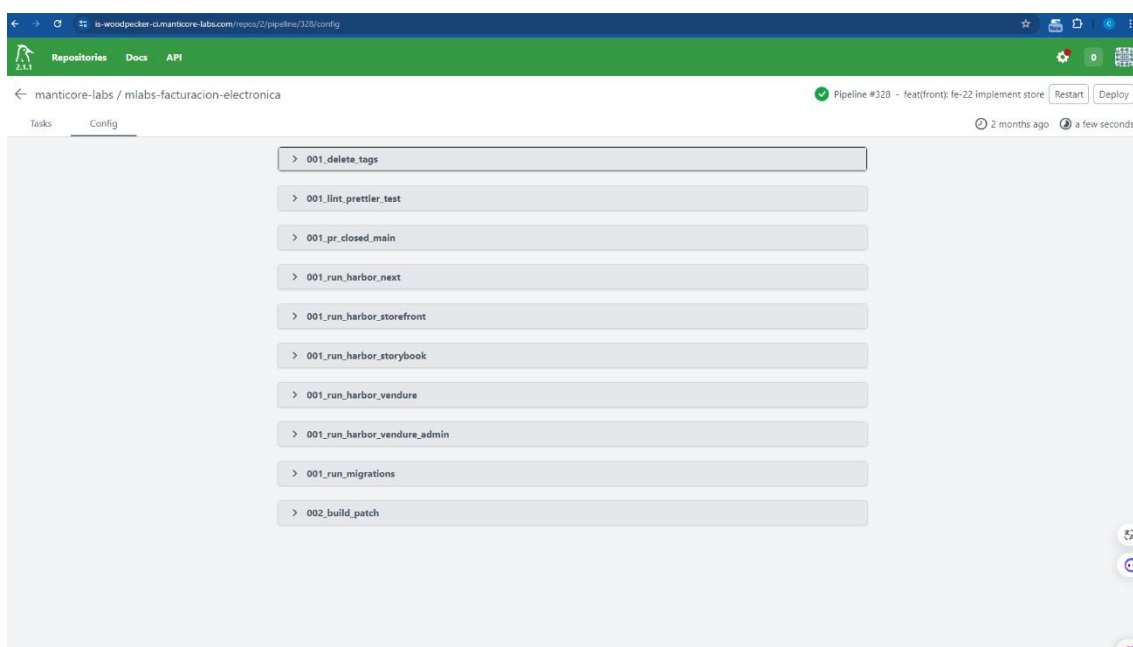 is-woodpecker-ci.manticore-labs.com/repos/2/pipeline/328/config
2.1.1 Repositories Docs API 0
manticore-labs / mlabs-facturacion-electronica Pipeline #328 - feat(front): fe-22 implement store Restart Deploy
Tasks Config 2 months ago a few seconds
001_delete_tags
001_lint_prettier_test
001_pr_closed_main
001_run_harbor_next
001_run_harbor_storefront
001_run_harbor_storybook
001_run_harbor_vendure
001_run_harbor_vendure_admin
001_run_migrations
002_build_patch